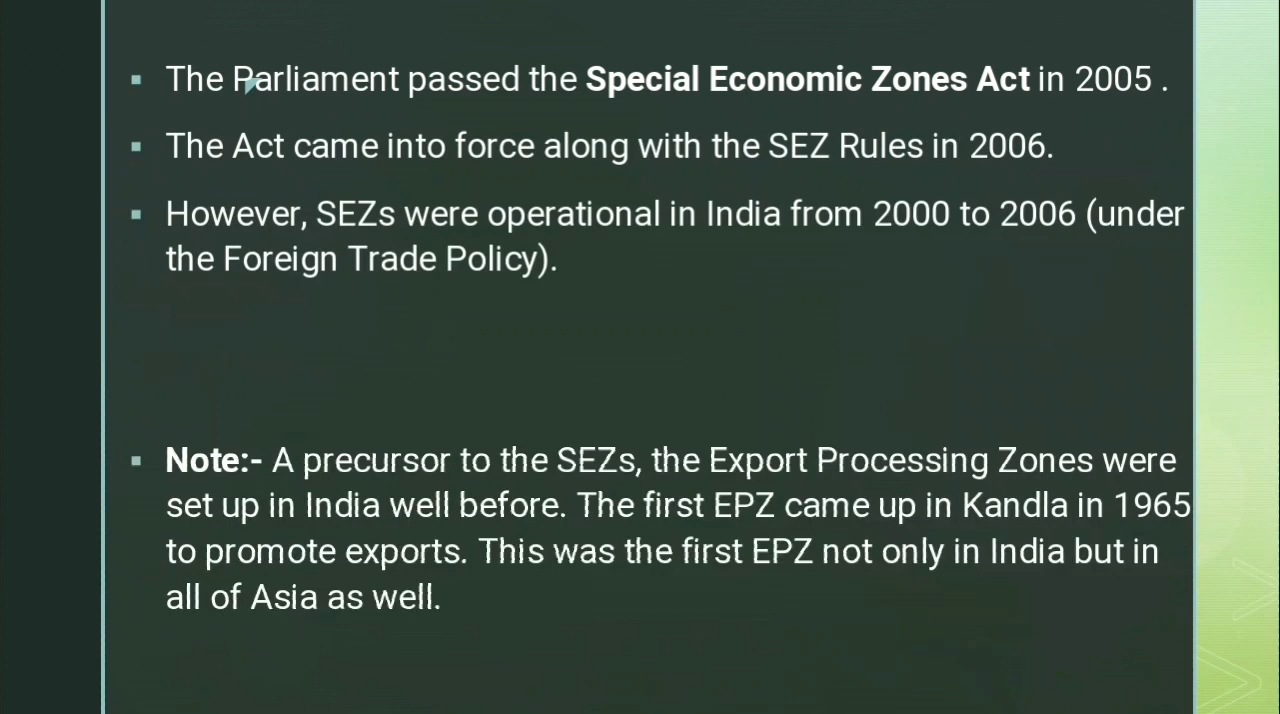 The Parliament passed the Special Economic Zones Act in 2005 .
The Act came into force along with the SEZ Rules in 2006.
However, SEZs were operational in India from 2000 to 2006 (under
the Foreign Trade Policy).
Note:- A precursor to the SEZs, the Export Processing Zones were
set up in India well before. The first EPZ came up in Kandla in 1965
to promote exports. This was the first EPZ not only in India but in
all of Asia as well.